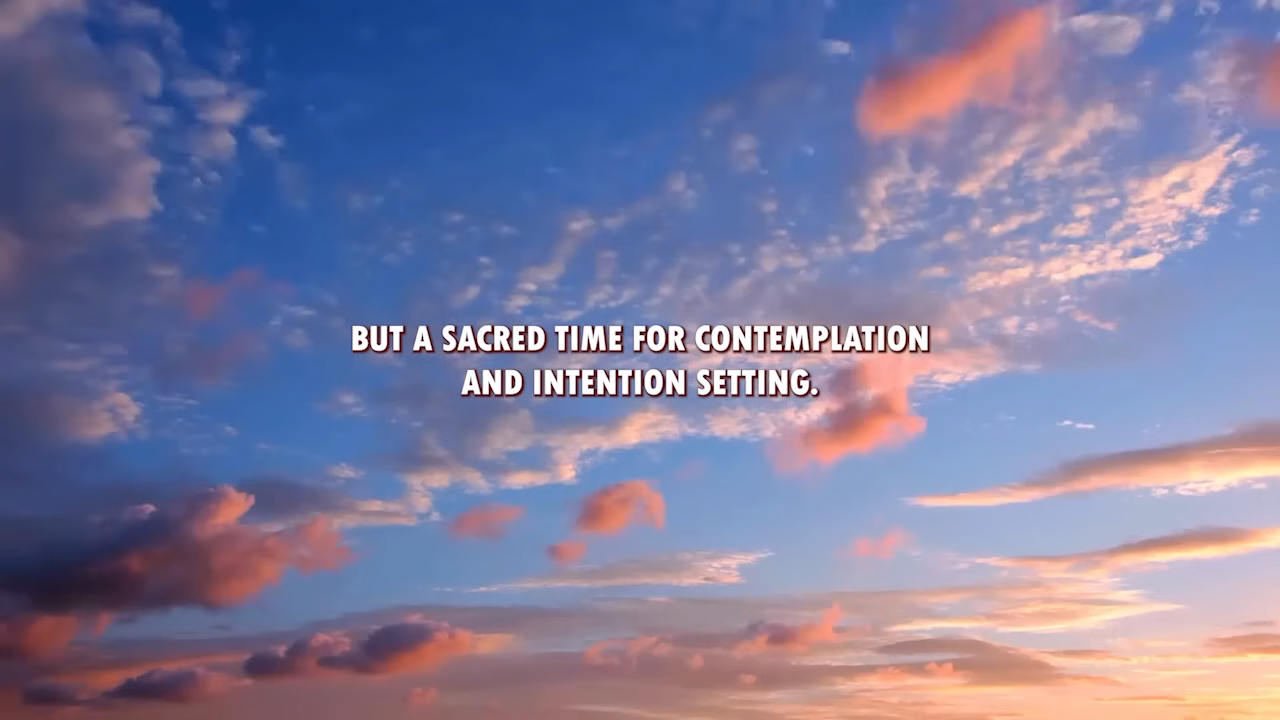 BUT A SACRED TIME FOR CONTEMPLATION
AND INTENTION SETTING.